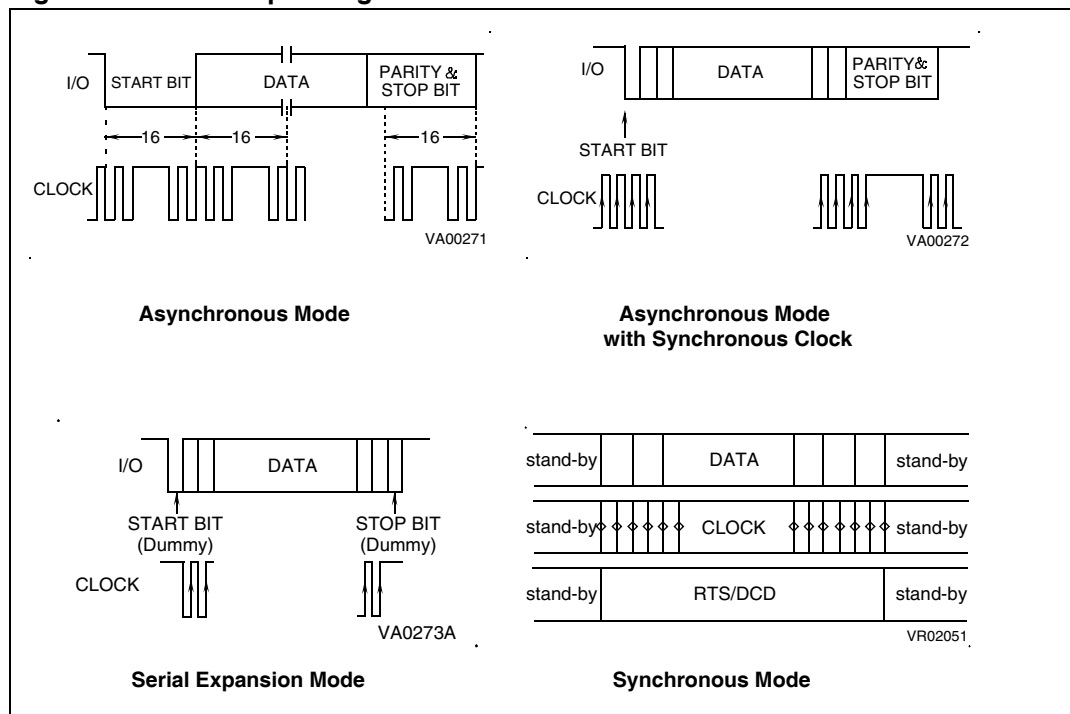 I/O
START BIT
DATA
PARITY &
STOP BIT
16
16
16
CLOCK
VA00271
Asynchronous Mode
I/O
DATA
PARITY&
STOP BIT
START BIT
CLOCK
VA00272
Asynchronous Mode
with Synchronous Clock
I/O
DATA
START BIT
(Dummy)
STOP BIT
(Dummy)
CLOCK
VA0273A
Serial Expansion Mode
stand-by
DATA
stand-by
stand-by
CLOCK
stand-by
stand-by
RTS/DCD
stand-by
VR02051
Synchronous Mode